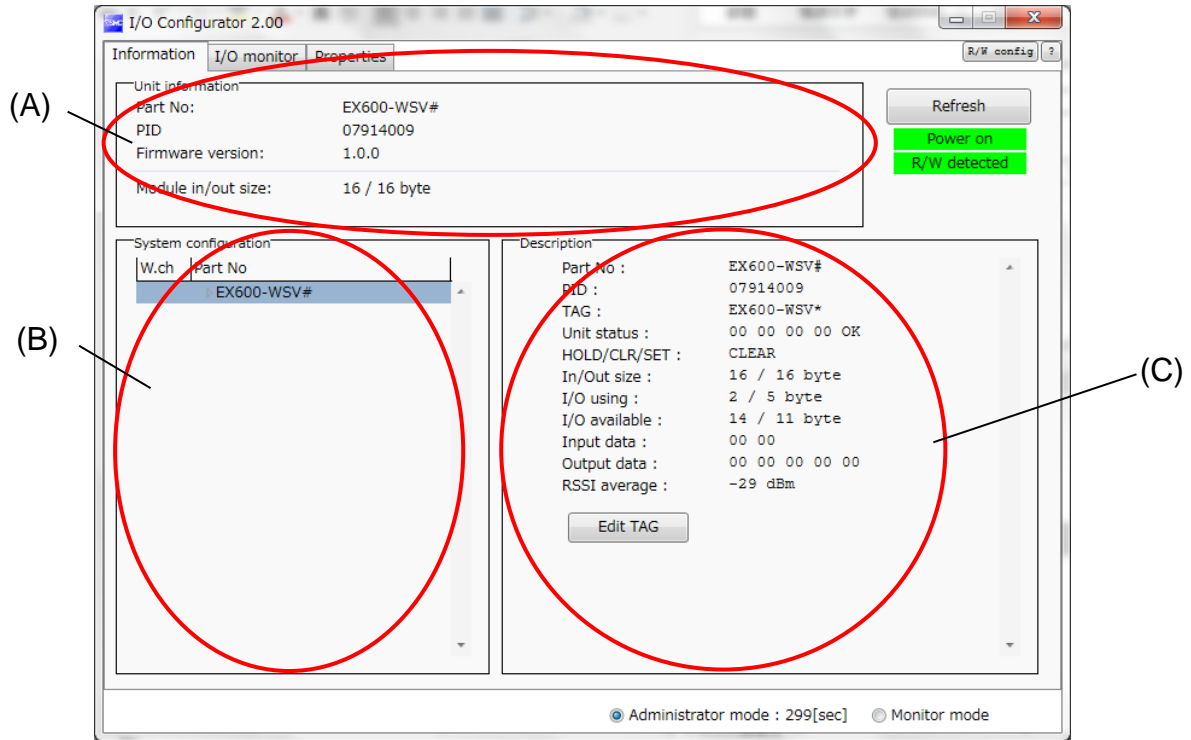 I/O Configurator 2.00
Information I/O monitor Properties R/W config ?
Unit information
(A)
Part No: EX600-WSV#
PID 07914009
Firmware version: 1.0.0
Module in/out size: 16 / 16 byte
Refresh
Power on
R/W detected
System configuration
W.ch Part No
EX600-WSV#
(B)
Description
Part No : EX600-WSV#
PID : 07914009
TAG : EX600-WSV*
Unit status : 00 00 00 00 OK
HOLD/CLR/SET : CLEAR
In/Out size : 16 / 16 byte
I/O using : 2 / 5 byte
I/O available : 14 / 11 byte
Input data : 00 00
Output data : 00 00 00 00 00
RSSI average : -29 dBm
Edit TAG
(C)
Administrator mode : 299[sec] Monitor mode